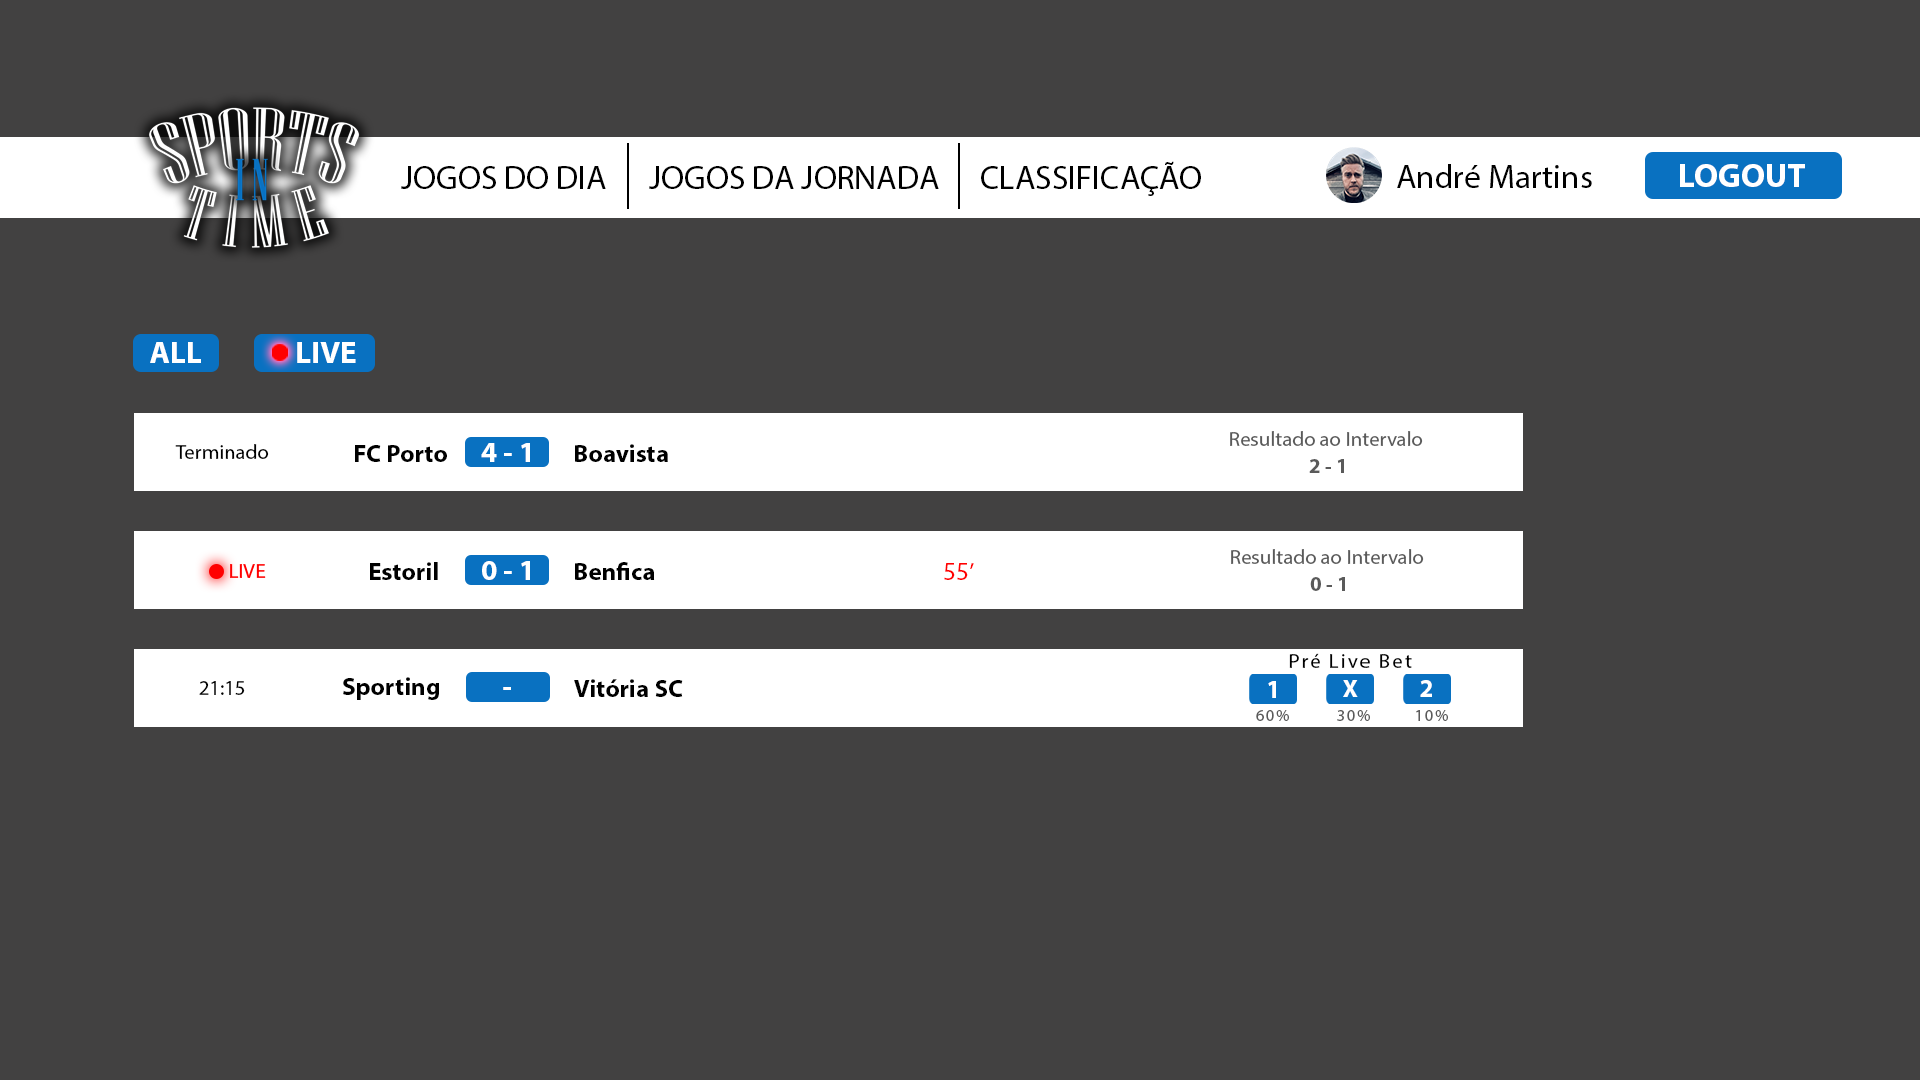 SPORTS
IN
TIME
JOGOS DO DIA
JOGOS DA JORNADA
CLASSIFICAÇÃO
André Martins
LOGOUT
ALL
LIVE
Terminado
FC Porto 4 - 1 Boavista
Resultado ao Intervalo
2 - 1
LIVE
Estoril 0 - 1 Benfica
55’
Resultado ao Intervalo
0 - 1
21:15
Sporting - Vitória SC
Pré Live Bet
1 X 2
60% 30% 10%